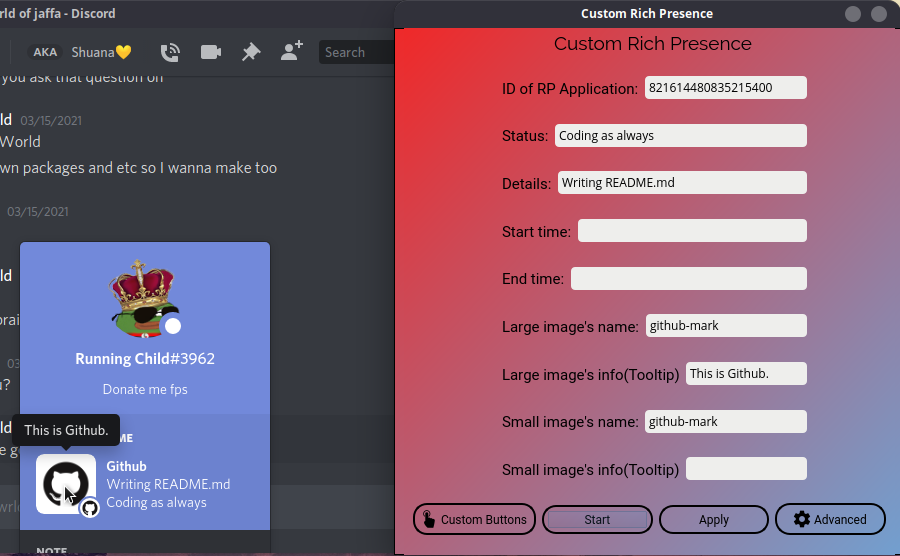 rld of jaffa - Discord
AKA Shuana💛
Search
you ask that question on
ld 03/15/2021
World
wn packages and etc so I wanna make too
03/15/2021
ld
prai
03
u?
ld
e g
Running Child#3962
Donate me fps
This is Github.
ME
Github
Writing README.md
Coding as always
NOTE
Custom Rich Presence
Custom Rich Presence
ID of RP Application: 821614480835215400
Status: Coding as always
Details: Writing README.md
Start time:
End time:
Large image's name: github-mark
Large image's info(Tooltip) This is Github.
Small image's name: github-mark
Small image's info(Tooltip)
Custom Buttons
Start
Apply
Advanced